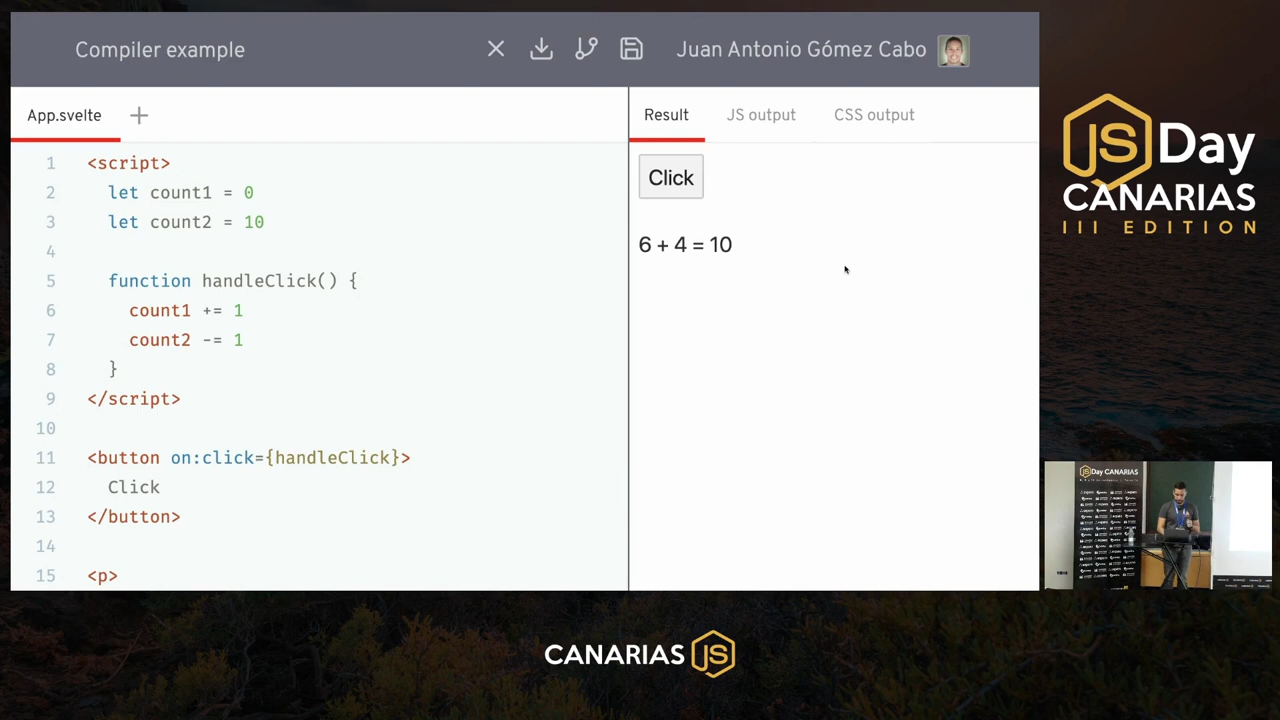 Compiler example
Juan Antonio Gómez Cabo
App.svelte
Result
JS output
CSS output
1 <script>
2 let count1 = 0
3 let count2 = 10
4
5 function handleClick() {
6 count1 += 1
7 count2 -= 1
8 }
9 </script>
10
11 <button on:click={handleClick}>
12 Click
13 </button>
14
15 <p>
Click
6 + 4 = 10
JS Day
CANARIAS
III EDITION
JSDay CANARIAS
CANARIAS JS